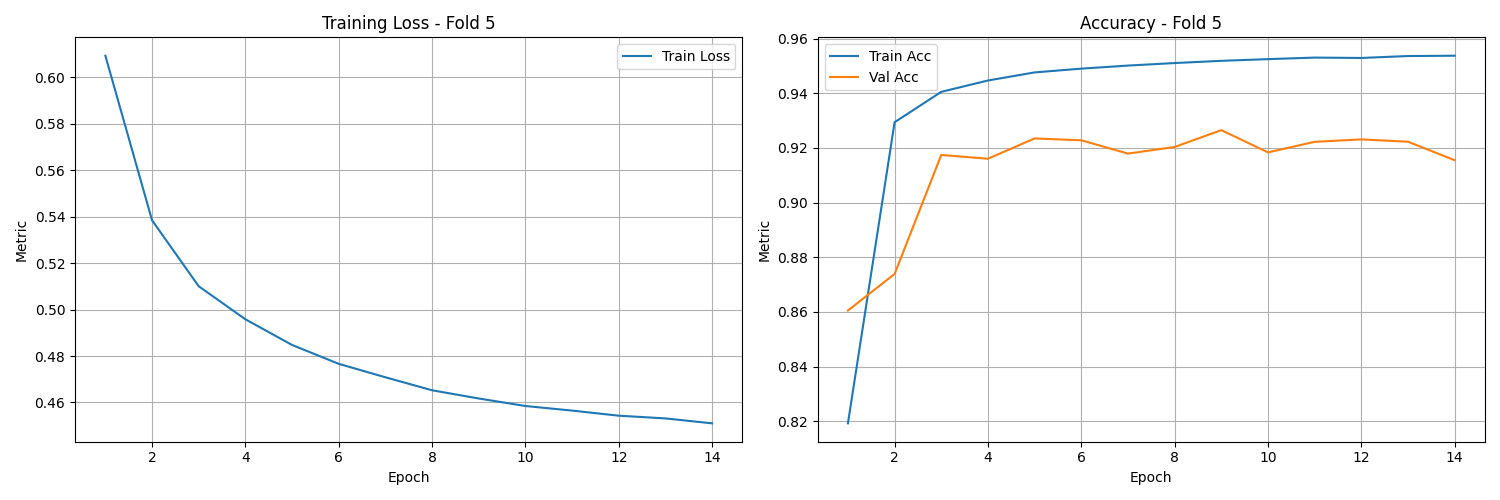 Training Loss - Fold 5
Train Loss
0.60
0.58
0.56
0.54
0.52
0.50
0.48
0.46
Metric
2 4 6 8 10 12 14
Epoch
Accuracy - Fold 5
Train Acc
Val Acc
0.96
0.94
0.92
0.90
0.88
0.86
0.84
0.82
Metric
2 4 6 8 10 12 14
Epoch